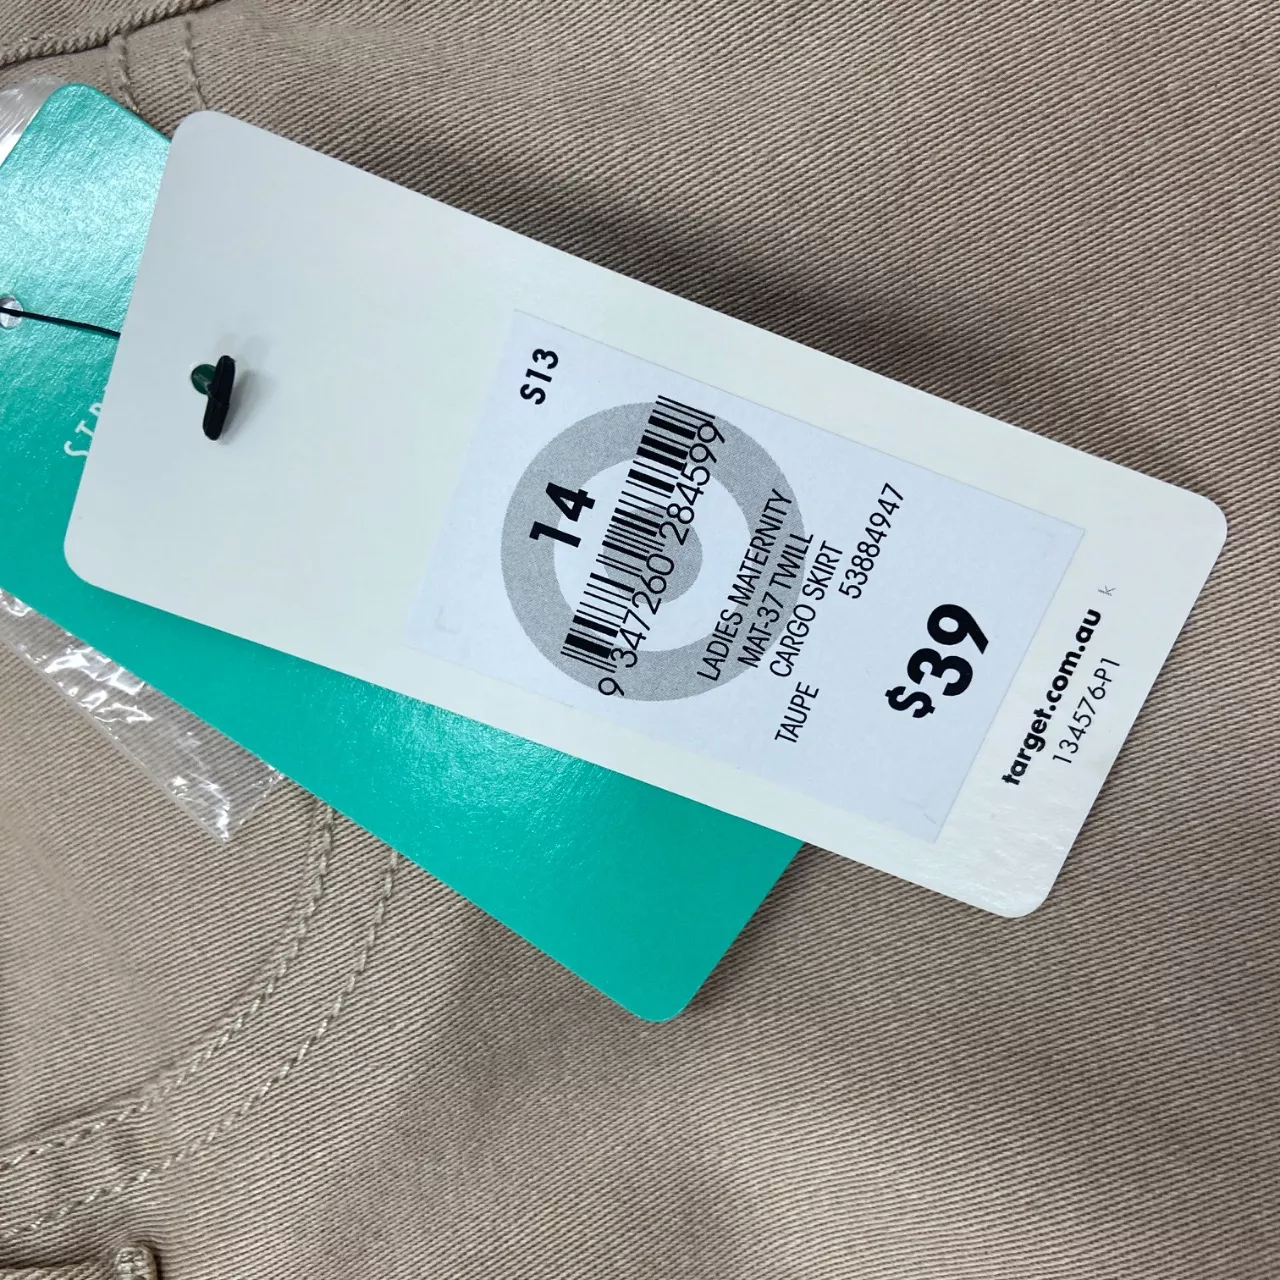 S13
14
9 347260 284599
LADIES MATERNITY
MAT-37 TWILL
CARGO SKIRT
TAUPE 53884947
$39
target.com.au
134576-P1
k